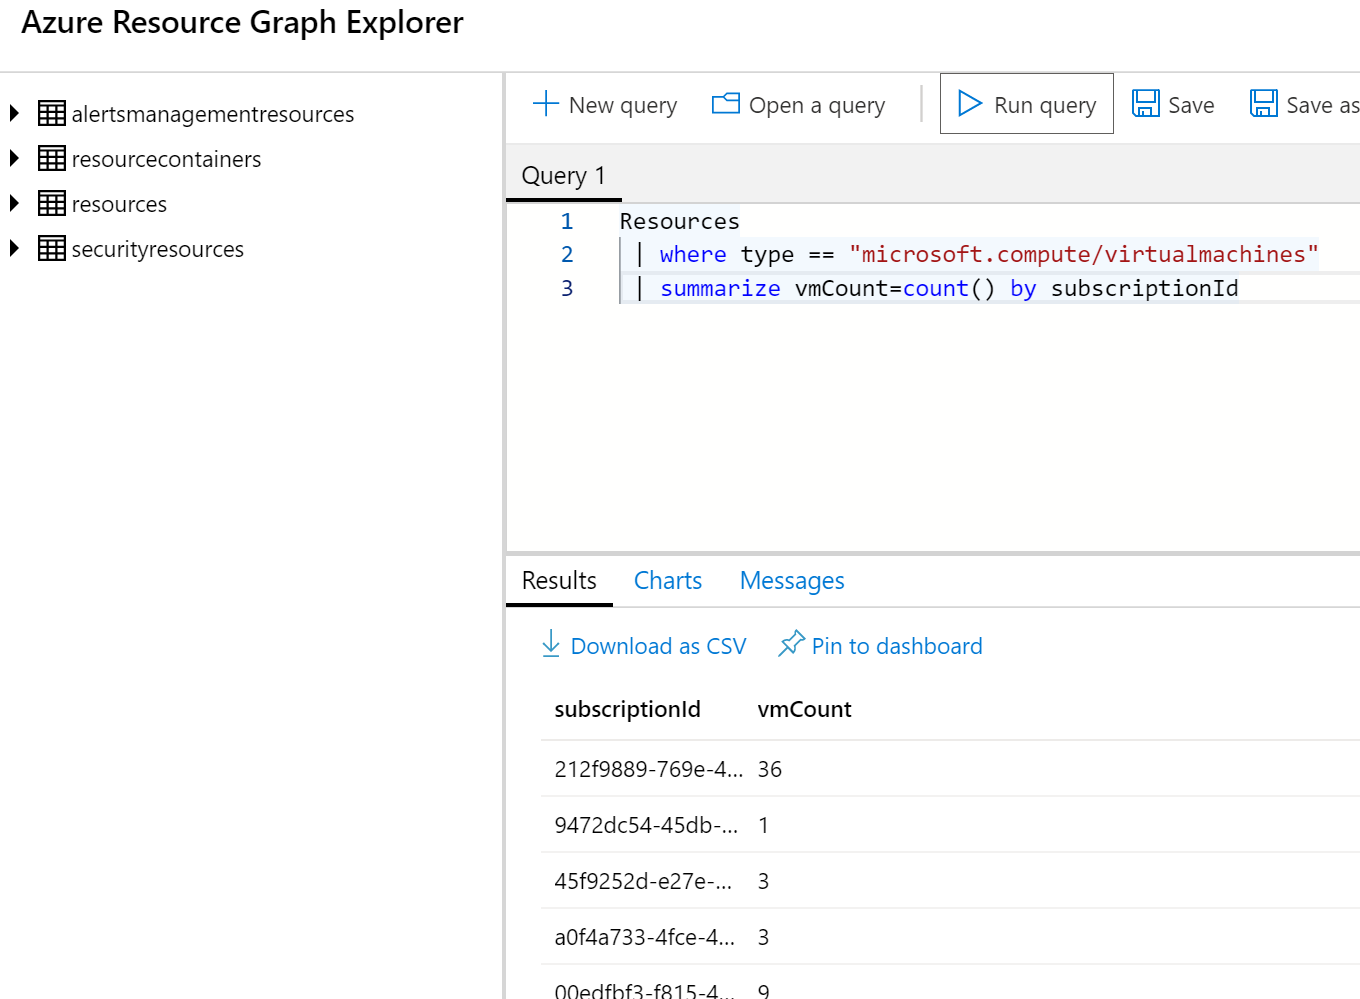 Azure Resource Graph Explorer
alertsmanagementresources
resourcecontainers
resources
securityresources
New query Open a query Run query Save Save as
Query 1
1 Resources
2 | where type == "microsoft.compute/virtualmachines"
3 | summarize vmCount=count() by subscriptionId
Results Charts Messages
Download as CSV Pin to dashboard
subscriptionId vmCount
212f9889-769e-4... 36
9472dc54-45db-... 1
45f9252d-e27e-... 3
a0f4a733-4fce-4... 3
00edfbf3-f815-4... 9